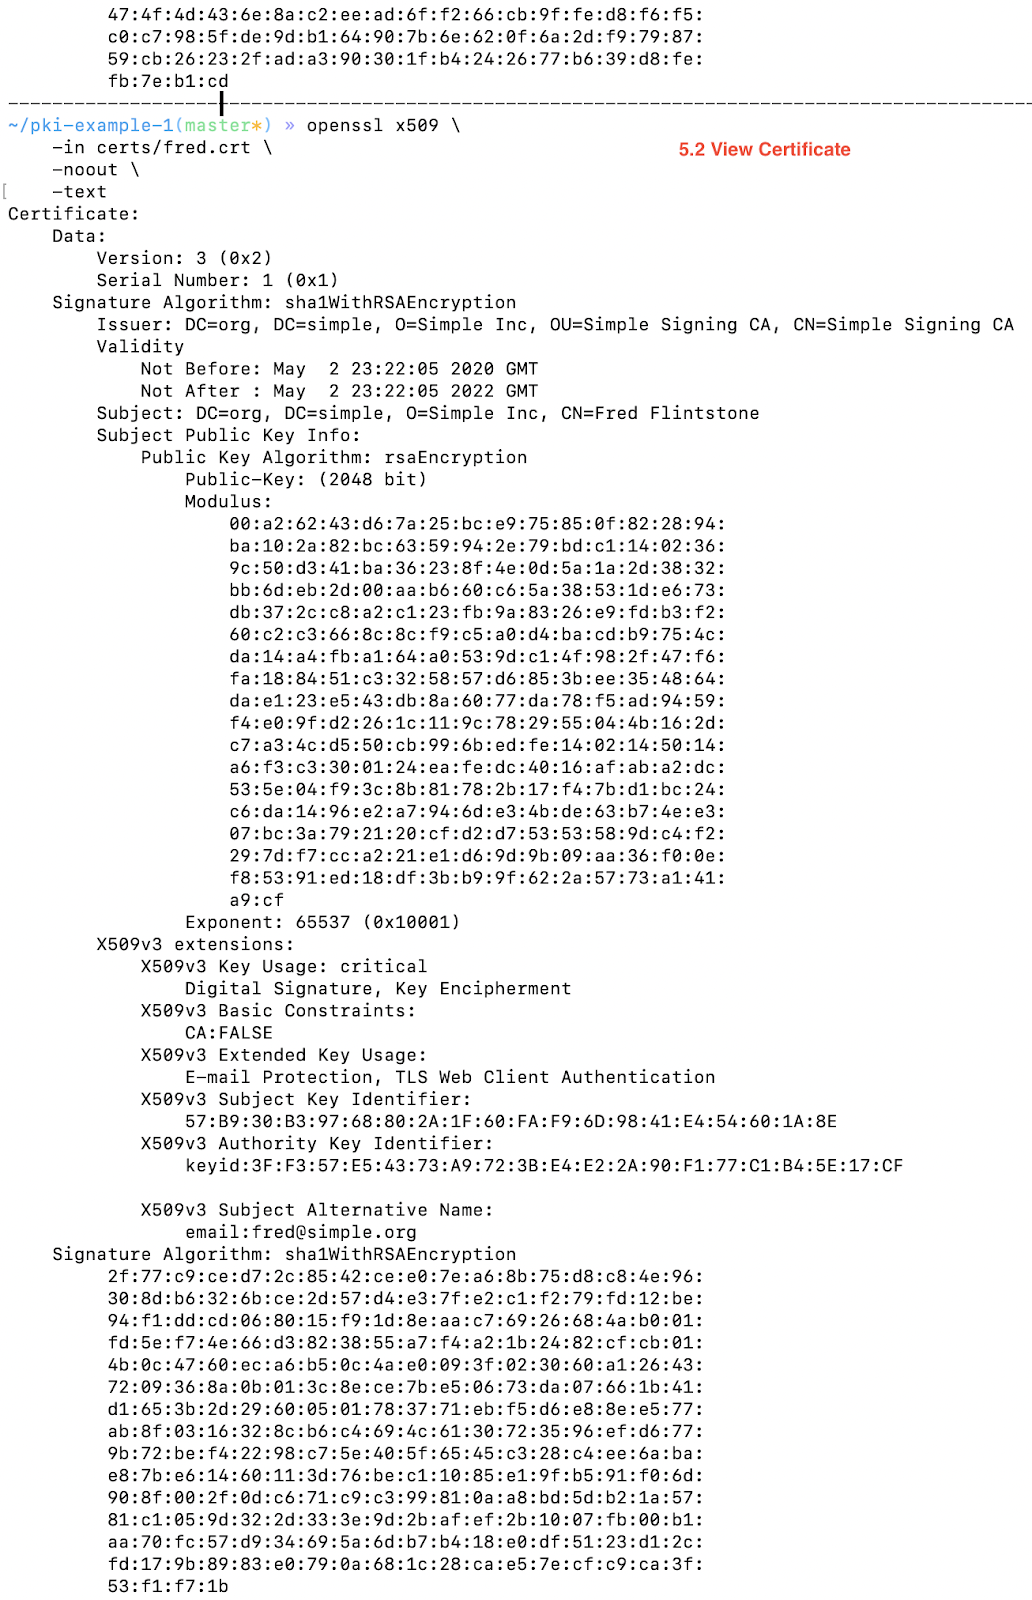 47:4f:4d:43:6e:8a:c2:ee:ad:6f:f2:66:cb:9f:fe:d8:f6:f5:
c0:c7:98:5f:de:9d:b1:64:90:7b:6e:62:0f:6a:2d:f9:79:87:
59:cb:26:23:2f:ad:a3:90:30:1f:b4:24:26:77:b6:39:d8:fe:
fb:7e:b1:cd
~/pki-example-1(master*) » openssl x509 \
-in certs/fred.crt \
5.2 View Certificate
-noout \
[ -text
Certificate:
Data:
Version: 3 (0x2)
Serial Number: 1 (0x1)
Signature Algorithm: sha1WithRSAEncryption
Issuer: DC=org, DC=simple, O=Simple Inc, OU=Simple Signing CA, CN=Simple Signing CA
Validity
Not Before: May  2 23:22:05 2020 GMT
Not After : May  2 23:22:05 2022 GMT
Subject: DC=org, DC=simple, O=Simple Inc, CN=Fred Flintstone
Subject Public Key Info:
Public Key Algorithm: rsaEncryption
Public-Key: (2048 bit)
Modulus:
00:a2:62:43:d6:7a:25:bc:e9:75:85:0f:82:28:94:
ba:10:2a:82:bc:63:59:94:2e:79:bd:c1:14:02:36:
9c:50:d3:41:ba:36:23:8f:4e:0d:5a:1a:2d:38:32:
bb:6d:eb:2d:00:aa:b6:60:c6:5a:38:53:1d:e6:73:
db:37:2c:c8:a2:c1:23:fb:9a:83:26:e9:fd:b3:f2:
60:c2:c3:66:8c:8c:f9:c5:a0:d4:ba:cd:b9:75:4c:
da:14:a4:fb:a1:64:a0:53:9d:c1:4f:98:2f:47:f6:
fa:18:84:51:c3:32:58:57:d6:85:3b:ee:35:48:64:
da:e1:23:e5:43:db:8a:60:77:da:78:f5:ad:94:59:
f4:e0:9f:d2:26:1c:11:9c:78:29:55:04:4b:16:2d:
c7:a3:4c:d5:50:cb:99:6b:ed:fe:14:02:14:50:14:
a6:f3:c3:30:01:24:ea:fe:dc:40:16:af:ab:a2:dc:
53:5e:04:f9:3c:8b:81:78:2b:17:f4:7b:d1:bc:24:
c6:da:14:96:e2:a7:94:6d:e3:4b:de:63:b7:4e:e3:
07:bc:3a:79:21:20:cf:d2:d7:53:53:58:9d:c4:f2:
29:7d:f7:cc:a2:21:e1:d6:9d:9b:09:aa:36:f0:0e:
f8:53:91:ed:18:df:3b:b9:9f:62:2a:57:73:a1:41:
a9:cf
Exponent: 65537 (0x10001)
X509v3 extensions:
X509v3 Key Usage: critical
Digital Signature, Key Encipherment
X509v3 Basic Constraints:
CA:FALSE
X509v3 Extended Key Usage:
E-mail Protection, TLS Web Client Authentication
X509v3 Subject Key Identifier:
57:B9:30:B3:97:68:80:2A:1F:60:FA:F9:6D:98:41:E4:54:60:1A:8E
X509v3 Authority Key Identifier:
keyid:3F:F3:57:E5:43:73:A9:72:3B:E4:E2:2A:90:F1:77:C1:B4:5E:17:CF
X509v3 Subject Alternative Name:
email:fred@simple.org
Signature Algorithm: sha1WithRSAEncryption
2f:77:c9:ce:d7:2c:85:42:ce:e0:7e:a6:8b:75:d8:c8:4e:96:
30:8d:b6:32:6b:ce:2d:57:d4:e3:7f:e2:c1:f2:79:fd:12:be:
94:f1:dd:cd:06:80:15:f9:1d:8e:aa:c7:69:26:68:4a:b0:01:
fd:5e:f7:4e:66:d3:82:38:55:a7:f4:a2:1b:24:82:cf:cb:01:
4b:0c:47:60:ec:a6:b5:0c:4a:e0:09:3f:02:30:60:a1:26:43:
72:09:36:8a:0b:01:3c:8e:ce:7b:e5:06:73:da:07:66:1b:41:
d1:65:3b:2d:29:60:05:01:78:37:71:eb:f5:d6:e8:8e:e5:77:
ab:8f:03:16:32:8c:b6:c4:69:4c:61:30:72:35:96:ef:d6:77:
9b:72:be:f4:22:98:c7:5e:40:5f:65:45:c3:28:c4:ee:6a:ba:
e8:7b:e6:14:60:11:3d:76:be:c1:10:85:e1:9f:b5:91:f0:6d:
90:8f:00:2f:0d:c6:71:c9:c3:99:81:0a:a8:bd:5d:b2:1a:57:
81:c1:05:9d:32:2d:33:3e:9d:2b:af:ef:2b:10:07:fb:00:b1:
aa:70:fc:57:d9:34:69:5a:6d:b7:b4:18:e0:df:51:23:d1:2c:
fd:17:9b:89:83:e0:79:0a:68:1c:28:ca:e5:7e:cf:c9:ca:3f:
53:f1:f7:1b